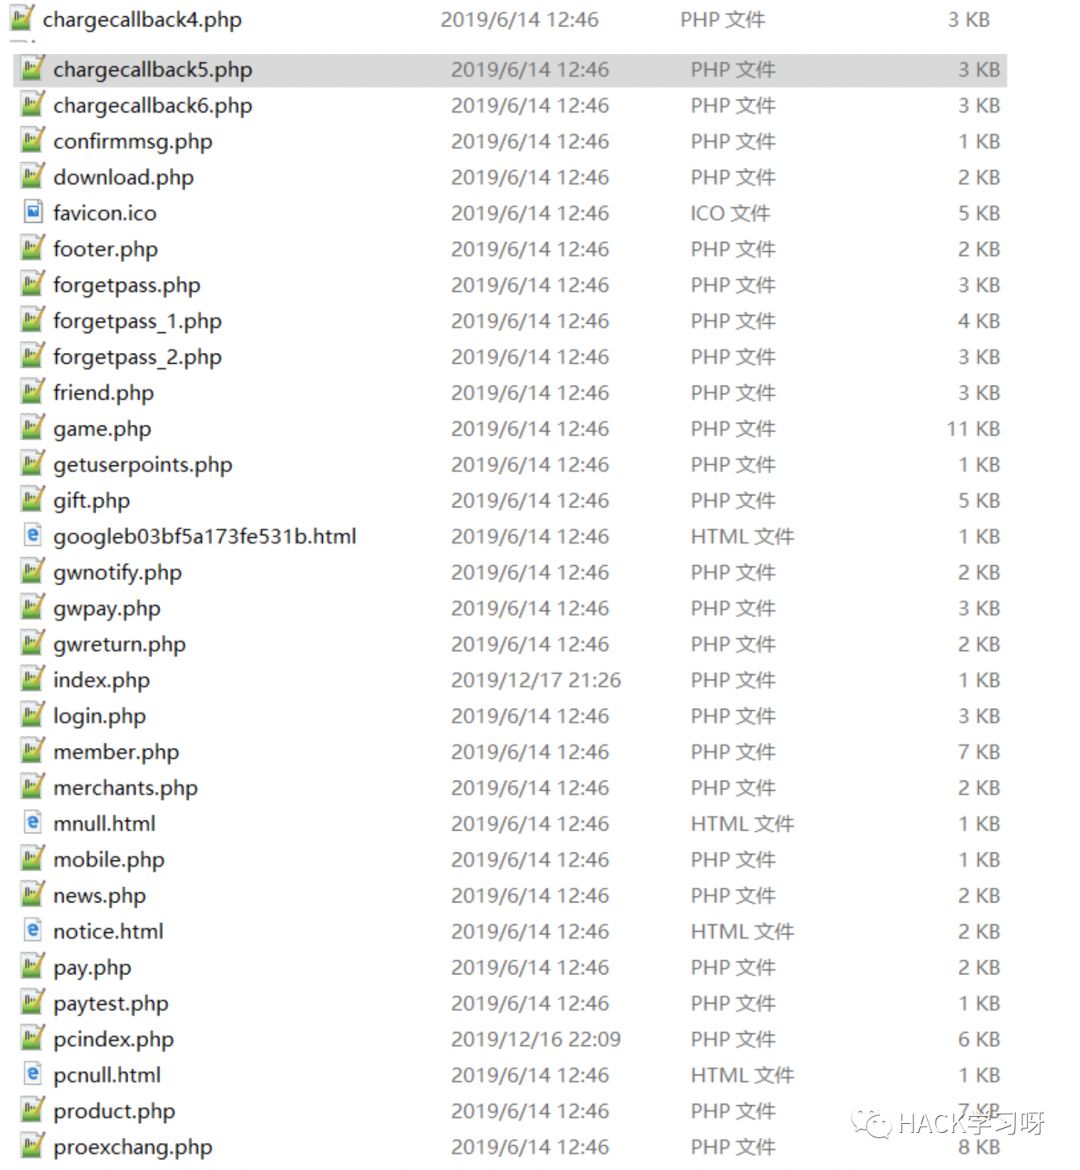 chargecallback4.php 2019/6/14 12:46 PHP 文件 3 KB
chargecallback5.php 2019/6/14 12:46 PHP 文件 3 KB
chargecallback6.php 2019/6/14 12:46 PHP 文件 3 KB
confirmmsg.php 2019/6/14 12:46 PHP 文件 1 KB
download.php 2019/6/14 12:46 PHP 文件 2 KB
favicon.ico 2019/6/14 12:46 ICO 文件 5 KB
footer.php 2019/6/14 12:46 PHP 文件 2 KB
forgetpass.php 2019/6/14 12:46 PHP 文件 3 KB
forgetpass_1.php 2019/6/14 12:46 PHP 文件 4 KB
forgetpass_2.php 2019/6/14 12:46 PHP 文件 3 KB
friend.php 2019/6/14 12:46 PHP 文件 3 KB
game.php 2019/6/14 12:46 PHP 文件 11 KB
getuserpoints.php 2019/6/14 12:46 PHP 文件 1 KB
gift.php 2019/6/14 12:46 PHP 文件 5 KB
googleb03bf5a173fe531b.html 2019/6/14 12:46 HTML 文件 1 KB
gwnotify.php 2019/6/14 12:46 PHP 文件 2 KB
gwpay.php 2019/6/14 12:46 PHP 文件 3 KB
gwreturn.php 2019/6/14 12:46 PHP 文件 2 KB
index.php 2019/12/17 21:26 PHP 文件 1 KB
login.php 2019/6/14 12:46 PHP 文件 3 KB
member.php 2019/6/14 12:46 PHP 文件 7 KB
merchants.php 2019/6/14 12:46 PHP 文件 2 KB
mnull.html 2019/6/14 12:46 HTML 文件 1 KB
mobile.php 2019/6/14 12:46 PHP 文件 1 KB
news.php 2019/6/14 12:46 PHP 文件 2 KB
notice.html 2019/6/14 12:46 HTML 文件 2 KB
pay.php 2019/6/14 12:46 PHP 文件 2 KB
paytest.php 2019/6/14 12:46 PHP 文件 1 KB
pcindex.php 2019/12/16 22:09 PHP 文件 6 KB
pcnull.html 2019/6/14 12:46 HTML 文件 1 KB
product.php 2019/6/14 12:46 PHP 文件 7 KB
HACK学习呀
proexchang.php 2019/6/14 12:46 PHP 文件 8 KB